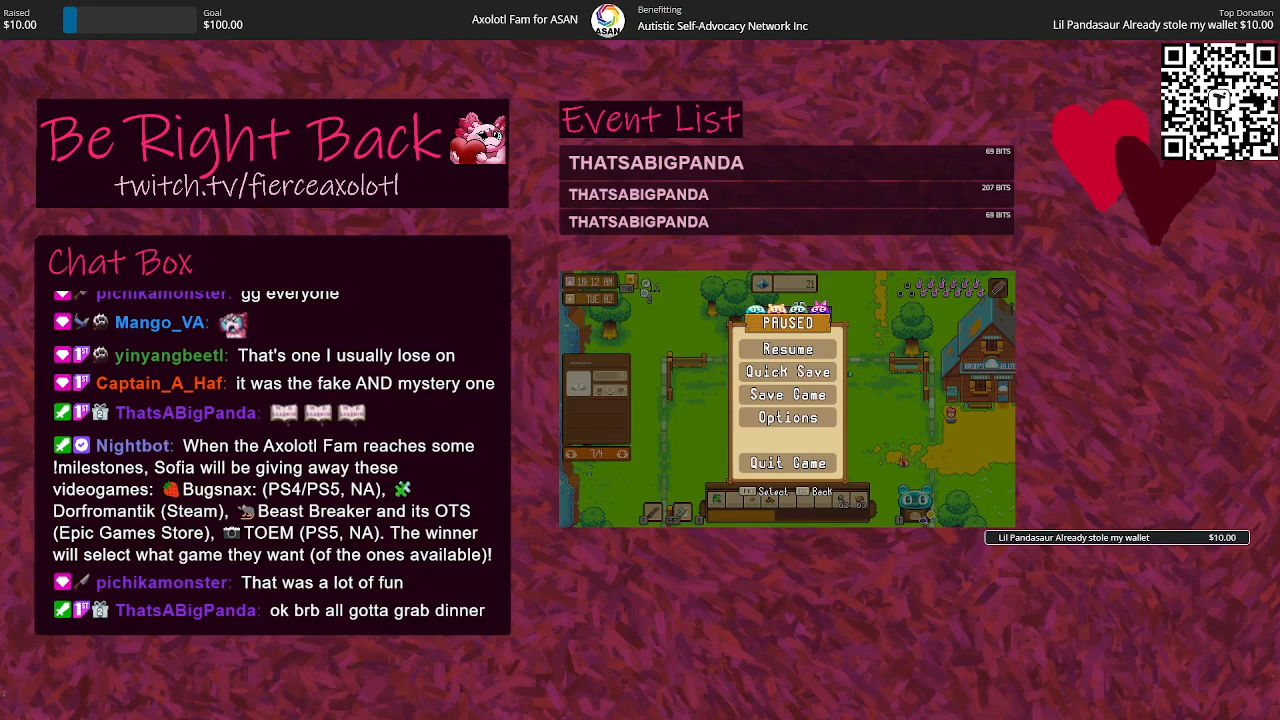 Raised
$10.00
Goal
$100.00
Axolotl Fam for ASAN
ASAN
Benefitting
Autistic Self-Advocacy Network Inc
Top Donation
Lil Pandasaur Already stole my wallet $10.00
Be Right Back
twitch.tv/fierceaxolotl
Event List
THATSABIGPANDA 69 BITS
THATSABIGPANDA 207 BITS
THATSABIGPANDA 69 BITS
Chat Box
pichikamonster: gg everyone
Mango_VA:
yinyangbeetl: That's one I usually lose on
Captain_A_Haf: it was the fake AND mystery one
ThatsABigPanda:
Nightbot: When the Axolotl Fam reaches some
!milestones, Sofia will be giving away these
videogames: Bugsnax: (PS4/PS5, NA),
Dorfromantik (Steam), Beast Breaker and its OTS
(Epic Games Store), TOEM (PS5, NA). The winner
will select what game they want (of the ones available)!
pichikamonster: That was a lot of fun
ThatsABigPanda: ok brb all gotta grab dinner
TUE 02
21
PAUSED
Resume
Quick Save
Save Game
Options
Quit Game
Select Back
Lil Pandasaur Already stole my wallet $10.00